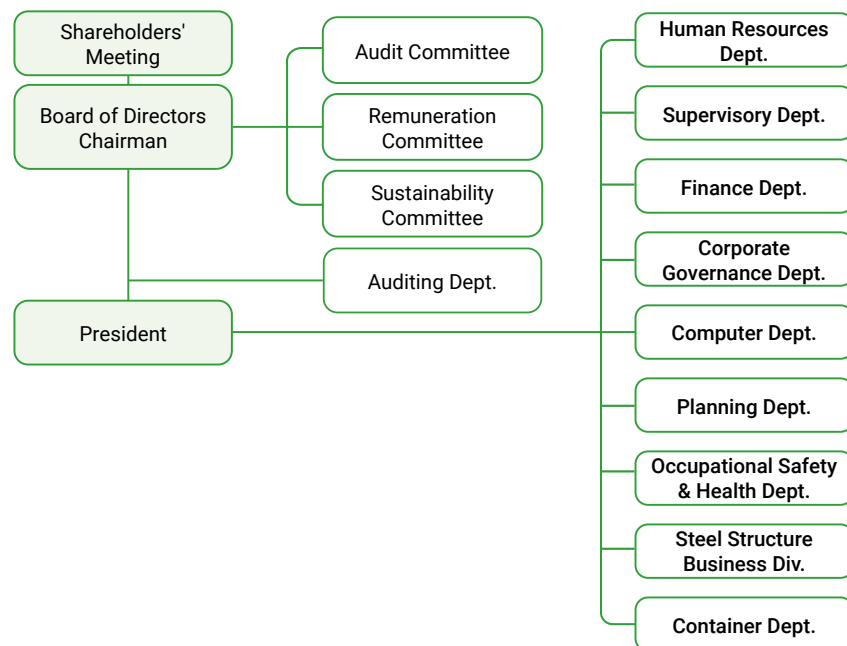 Shareholders'
Meeting
Board of Directors
Chairman
President
Audit Committee
Remuneration
Committee
Sustainability
Committee
Auditing Dept.
Human Resources
Dept.
Supervisory Dept.
Finance Dept.
Corporate
Governance Dept.
Computer Dept.
Planning Dept.
Occupational Safety
& Health Dept.
Steel Structure
Business Div.
Container Dept.